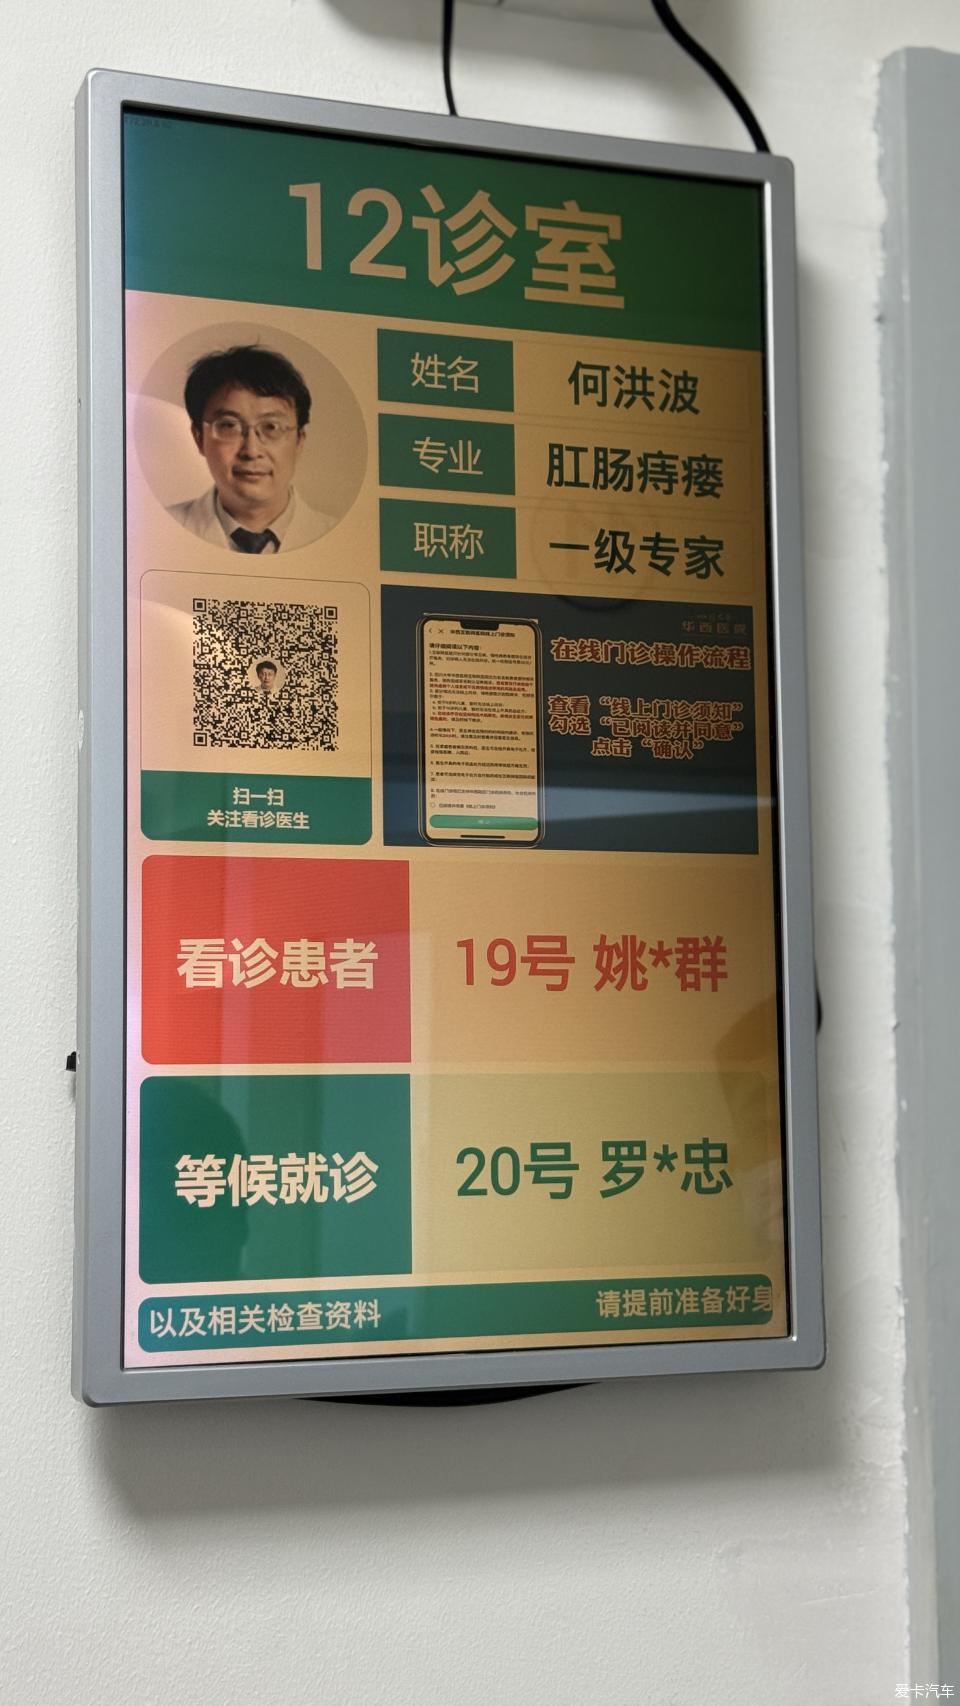 12诊室
姓名
何洪波
专业
肛肠痔瘘
职称
一级专家
扫一扫
关注看诊医生
华西医院
在线门诊操作流程
查看“线上门诊须知”
勾选“已阅读并同意”
点击“确认”
看诊患者
19号 姚*群
等候就诊
20号 罗*忠
以及相关检查资料
请提前准备好身
爱卡汽车